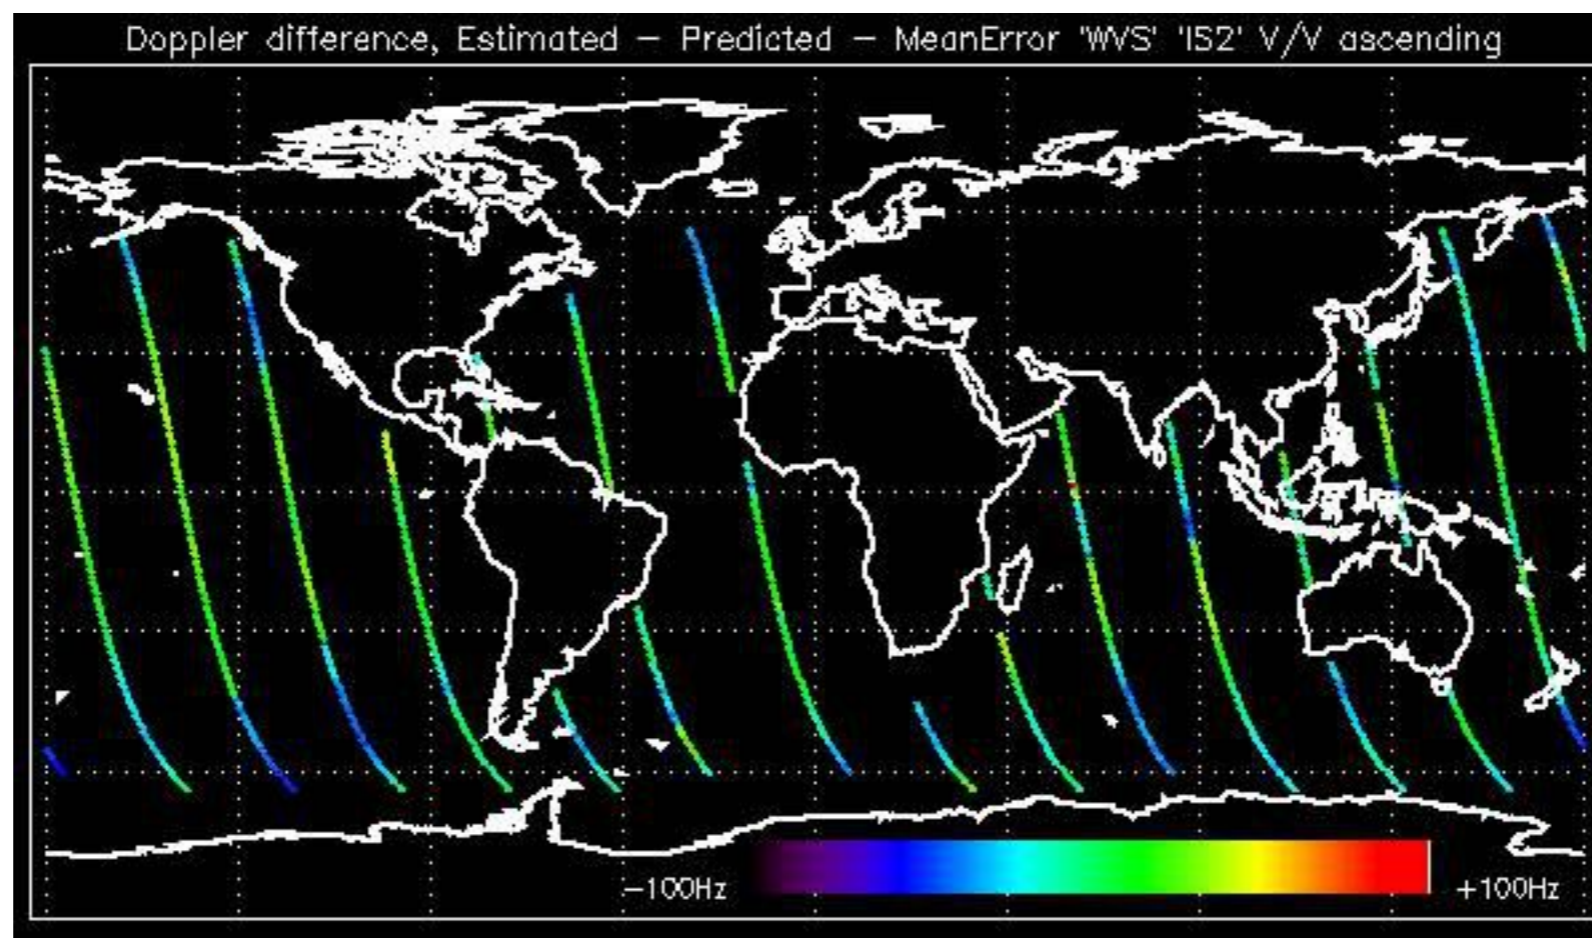 Doppler difference, Estimated – Predicted – MeanError 'WVS' 'IS2' V/V ascending
−100Hz
+100Hz